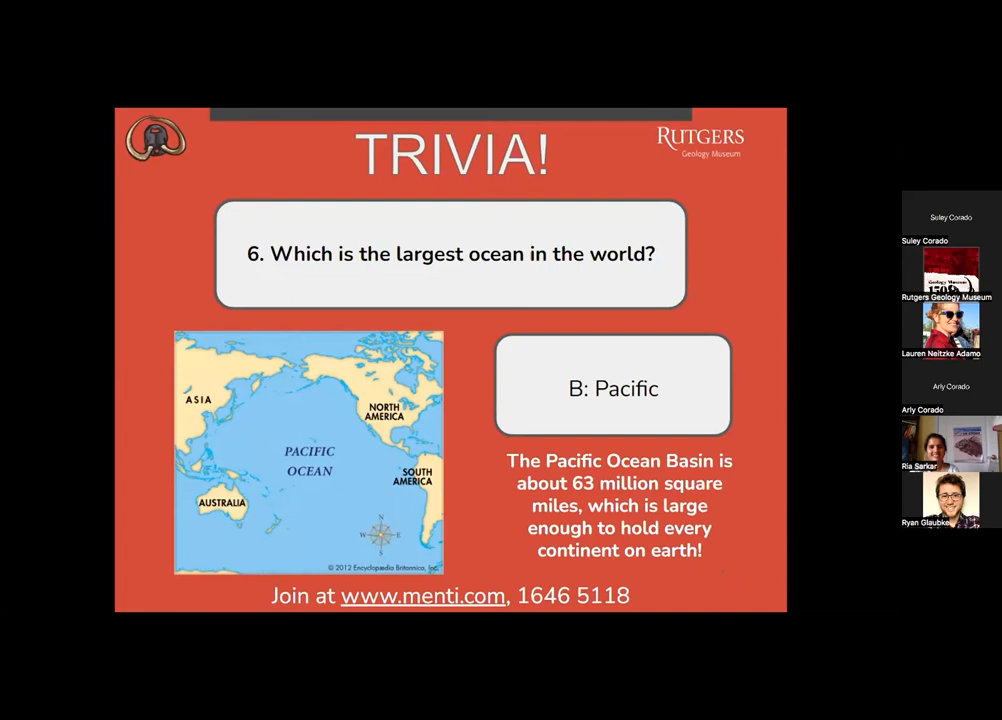 TRIVIA!
RUTGERS
Geology Museum
6. Which is the largest ocean in the world?
ASIA
NORTH
AMERICA
PACIFIC
OCEAN
SOUTH
AMERICA
AUSTRALIA
N
W
E
S
© 2012 Encyclopædia Britannica, Inc.
B: Pacific
The Pacific Ocean Basin is
about 63 million square
miles, which is large
enough to hold every
continent on earth!
Join at www.menti.com, 1646 5118
Suley Corado
Suley Corado
Geology Museum
Rutgers Geology Museum
Lauren Neitzke Adamo
Arly Corado
Arly Corado
Ria Sarkar
Ryan Glaubke